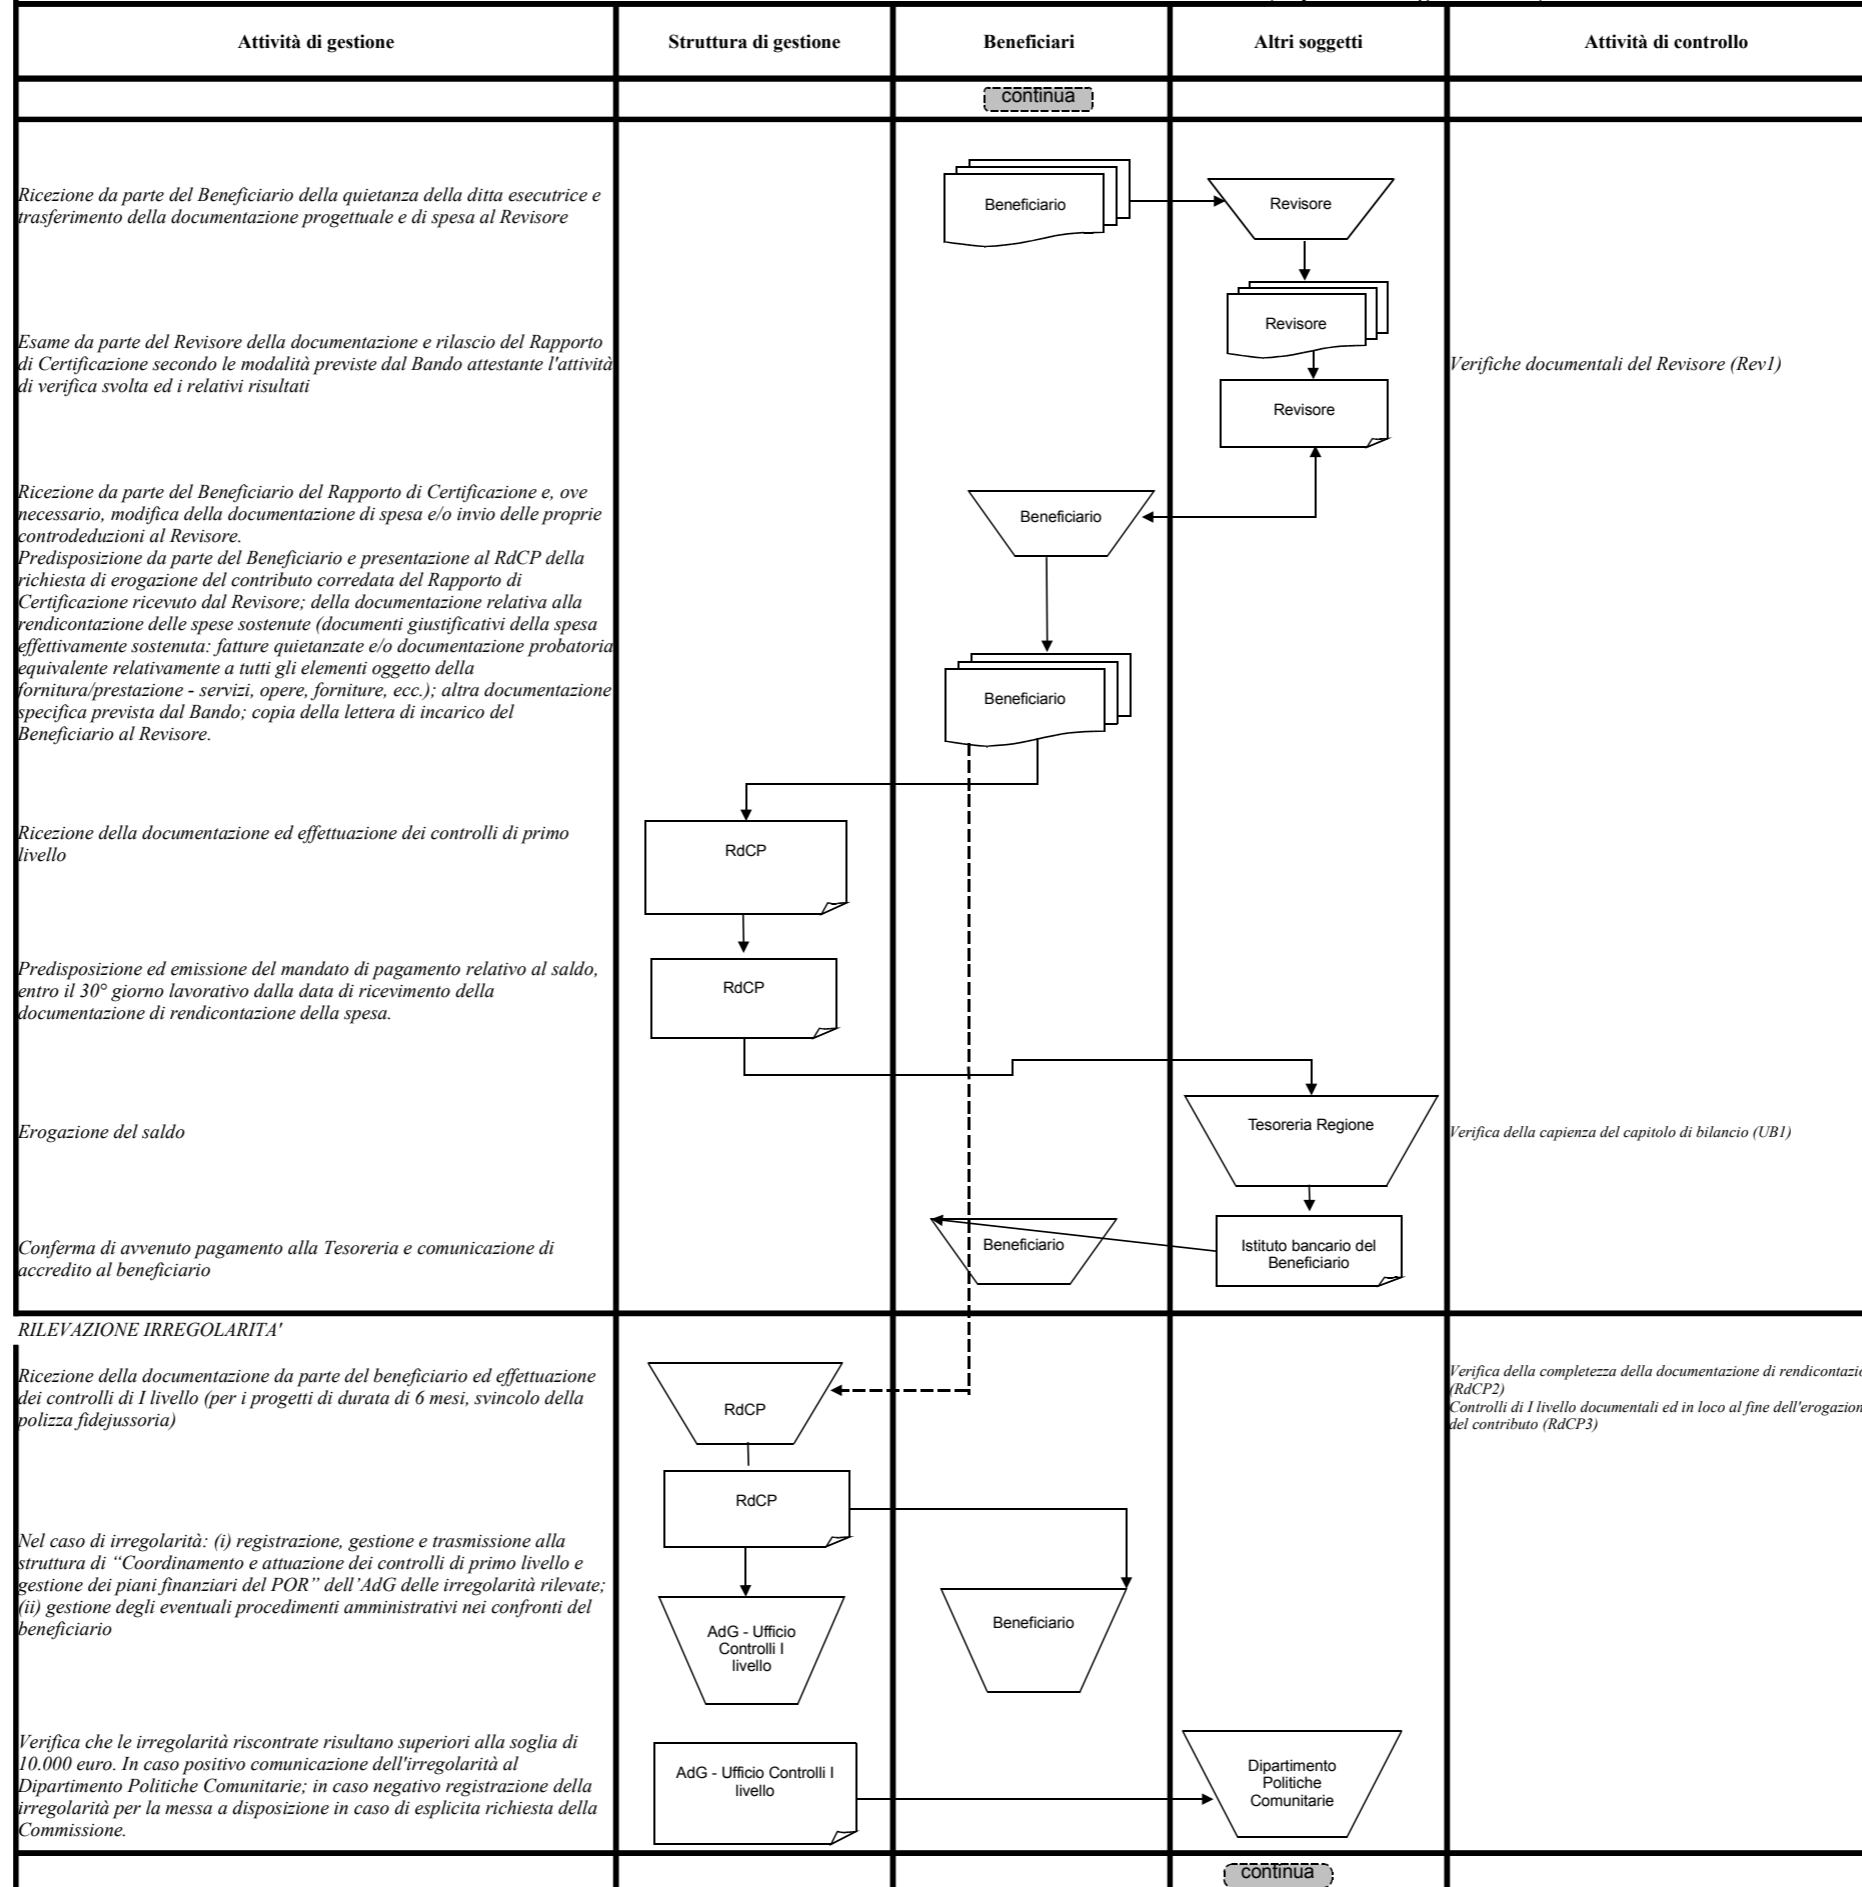 Attività di gestione
Struttura di gestione
Beneficiari
Altri soggetti
Attività di controllo
continua
Ricezione da parte del Beneficiario della quietanza della ditta esecutrice e
trasferimento della documentazione progettuale e di spesa al Revisore
Beneficiario
Revisore
Revisore
Esame da parte del Revisore della documentazione e rilascio del Rapporto
di Certificazione secondo le modalità previste dal Bando attestante l'attività
di verifica svolta ed i relativi risultati
Revisore
Verifiche documentali del Revisore (Rev1)
Ricezione da parte del Beneficiario del Rapporto di Certificazione e, ove
necessario, modifica della documentazione di spesa e/o invio delle proprie
controdeduzioni al Revisore.
Predisposizione da parte del Beneficiario e presentazione al RdCP della
richiesta di erogazione del contributo corredata del Rapporto di
Certificazione ricevuto dal Revisore; della documentazione relativa alla
rendicontazione delle spese sostenute (documenti giustificativi della spesa
effettivamente sostenuta: fatture quietanzate e/o documentazione probatoria
equivalente relativamente a tutti gli elementi oggetto della
fornitura/prestazione - servizi, opere, forniture, ecc.); altra documentazione
specifica prevista dal Bando; copia della lettera di incarico del
Beneficiario al Revisore.
Beneficiario
Beneficiario
Ricezione della documentazione ed effettuazione dei controlli di primo
livello
RdCP
Predisposizione ed emissione del mandato di pagamento relativo al saldo,
entro il 30° giorno lavorativo dalla data di ricevimento della
documentazione di rendicontazione della spesa.
RdCP
Erogazione del saldo
Tesoreria Regione
Verifica della capienza del capitolo di bilancio (UB1)
Conferma di avvenuto pagamento alla Tesoreria e comunicazione di
accredito al beneficiario
Beneficiario
Istituto bancario del
Beneficiario
RILEVAZIONE IRREGOLARITA'
Ricezione della documentazione da parte del beneficiario ed effettuazione
dei controlli di I livello (per i progetti di durata di 6 mesi, svincolo della
polizza fidejussoria)
RdCP
Verifica della completezza della documentazione di rendicontazio
(RdCP2)
Controlli di I livello documentali ed in loco al fine dell'erogazion
del contributo (RdCP3)
RdCP
Nel caso di irregolarità: (i) registrazione, gestione e trasmissione alla
struttura di “Coordinamento e attuazione dei controlli di primo livello e
gestione dei piani finanziari del POR” dell’AdG delle irregolarità rilevate;
(ii) gestione degli eventuali procedimenti amministrativi nei confronti del
beneficiario
AdG - Ufficio
Controlli I
livello
Beneficiario
Verifica che le irregolarità riscontrate risultano superiori alla soglia di
10.000 euro. In caso positivo comunicazione dell'irregolarità al
Dipartimento Politiche Comunitarie; in caso negativo registrazione della
irregolarità per la messa a disposizione in caso di esplicita richiesta della
Commissione.
AdG - Ufficio Controlli I
livello
Dipartimento
Politiche
Comunitarie
continua